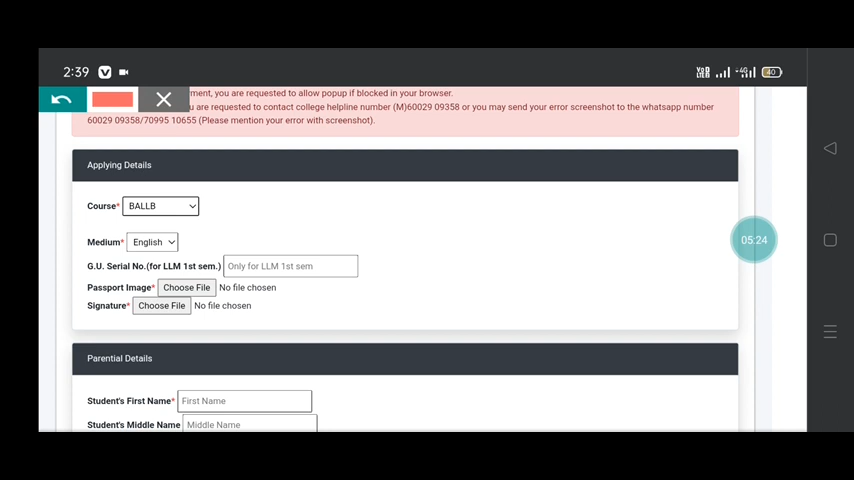 2:39
VoD LTE 4G 40
ment, you are requested to allow popup if blocked in your browser.
u are requested to contact college helpline number (M)60029 09358 or you may send your error screenshot to the whatsapp number
60029 09358/70995 10655 (Please mention your error with screenshot).
Applying Details
Course* BALLB
Medium* English
05:24
G.U. Serial No.(for LLM 1st sem.) Only for LLM 1st sem
Passport Image* Choose File No file chosen
Signature* Choose File No file chosen
Parential Details
Student's First Name* First Name
Student's Middle Name Middle Name